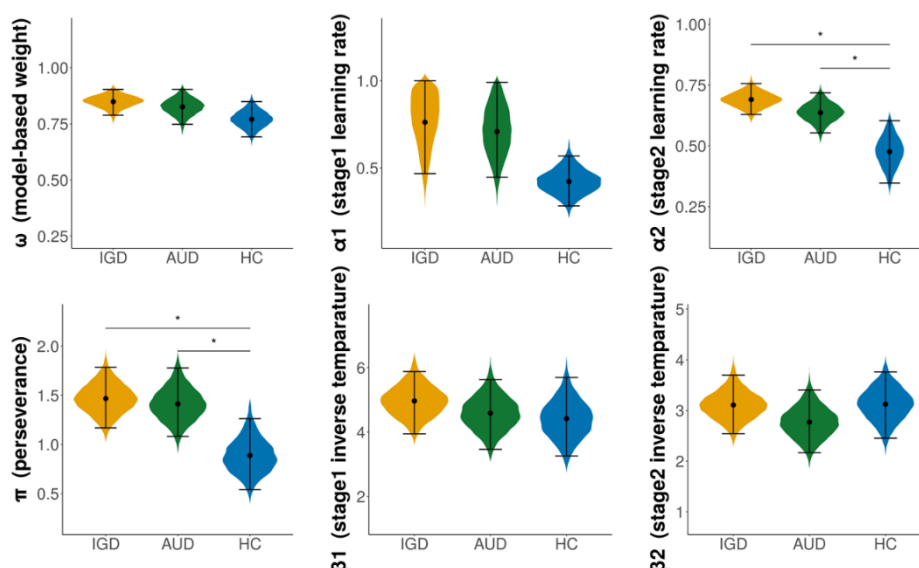 ω (model-based weight)
1.00
0.75
0.50
0.25
IGD AUD HC
α1 (stage1 learning rate)
1.0
0.5
IGD AUD HC
α2 (stage2 learning rate)
1.00
0.75
0.50
0.25
*
*
IGD AUD HC
π (perseverance)
2.0
1.5
1.0
0.5
*
*
IGD AUD HC
β1 (stage1 inverse temparature)
6
4
2
IGD AUD HC
β2 (stage2 inverse temparature)
5
4
3
2
1
IGD AUD HC